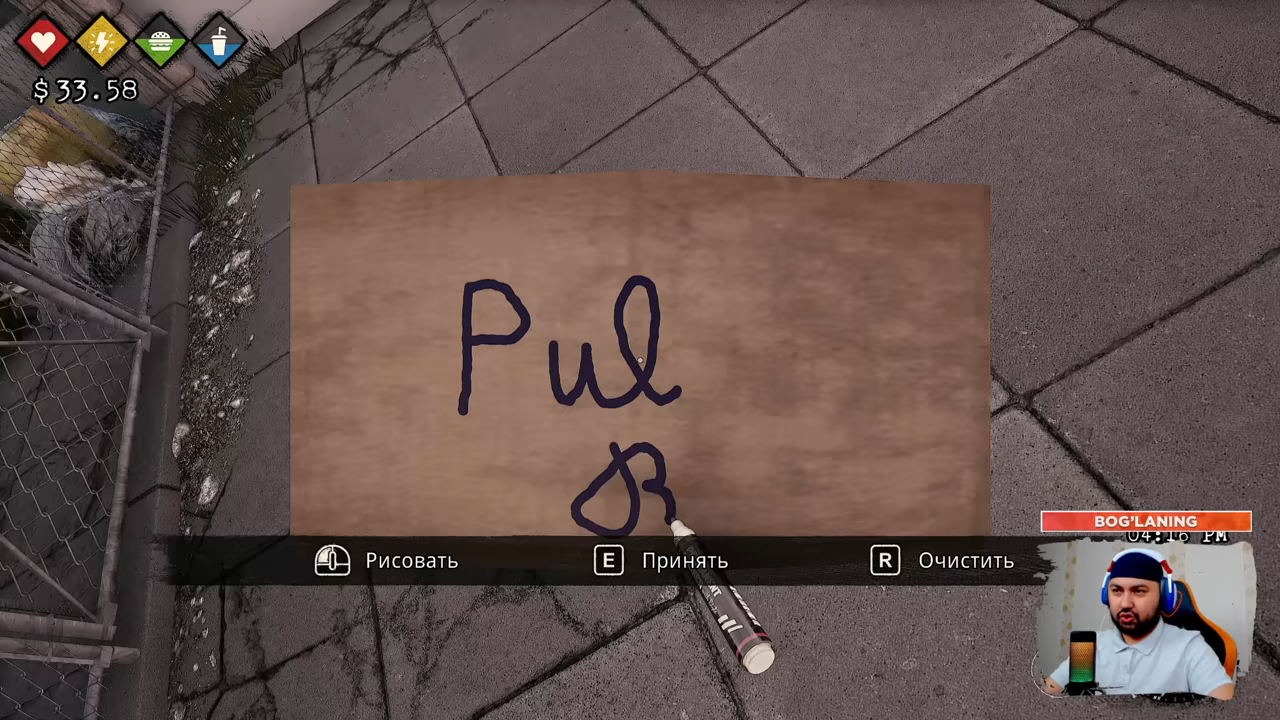 $33.58
Pul
В
BOG'LANING
04:16 PM
Рисовать
E Принять
R Очистить